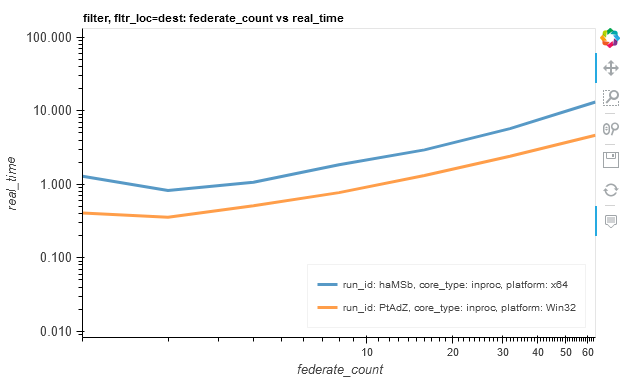 filter, fltr_loc=dest: federate_count vs real_time
100.000
10.000
1.000
0.100
0.010
real_time
run_id: haMSb, core_type: inproc, platform: x64
run_id: PtAdZ, core_type: inproc, platform: Win32
10 20 30 40 50 60
federate_count